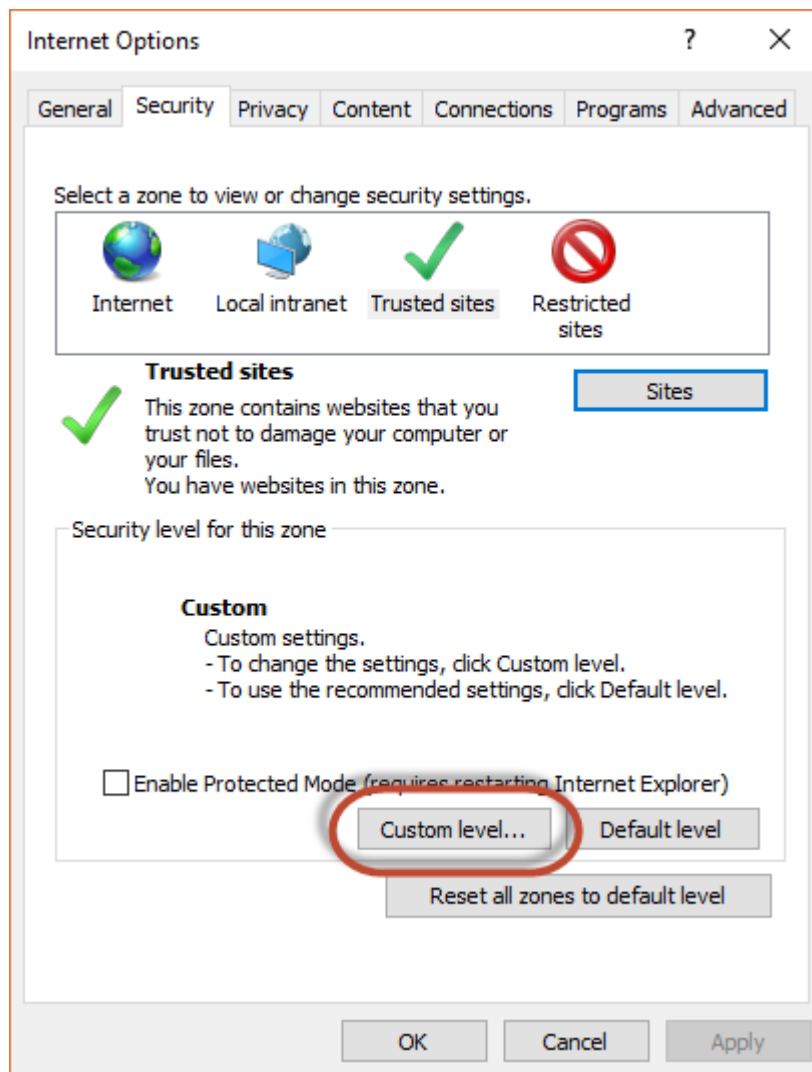 Internet Options
?
General Security Privacy Content Connections Programs Advanced
Select a zone to view or change security settings.
Internet Local intranet Trusted sites Restricted
sites
Trusted sites
Sites
This zone contains websites that you
trust not to damage your computer or
your files.
You have websites in this zone.
Security level for this zone
Custom
Custom settings.
- To change the settings, click Custom level.
- To use the recommended settings, click Default level.
Enable Protected Mode (requires restarting Internet Explorer)
Custom level... Default level
Reset all zones to default level
OK Cancel Apply